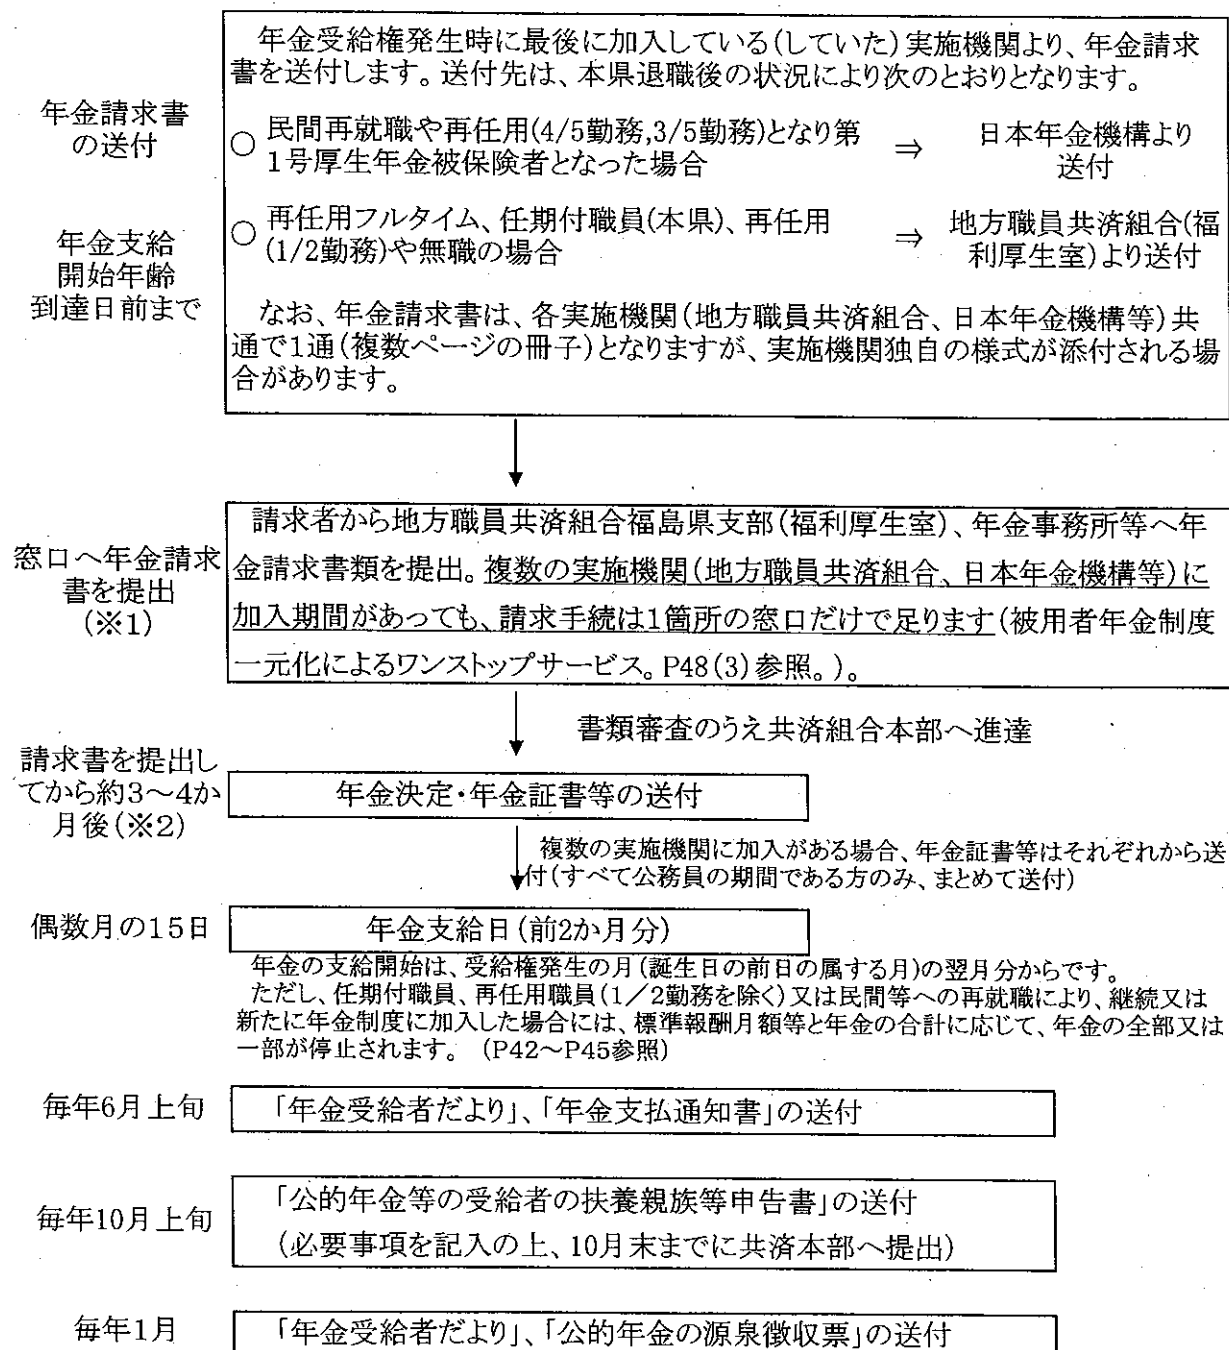 年金請求書
の送付
年金支給
開始年齢
到達日前まで
年金受給権発生時に最後に加入している(していた)実施機関より、年金請求
書を送付します。送付先は、本県退職後の状況により次のとおりとなります。
○ 民間再就職や再任用(4/5勤務,3/5勤務)となり第
1号厚生年金被保険者となった場合
⇒
日本年金機構より
送付
○ 再任用フルタイム、任期付職員(本県)、再任用
(1/2勤務)や無職の場合
⇒
地方職員共済組合(福
利厚生室)より送付
なお、年金請求書は、各実施機関(地方職員共済組合、日本年金機構等)共
通で1通(複数ページの冊子)となりますが、実施機関独自の様式が添付される場
合があります。
窓口へ年金請求
書を提出
(※1)
請求者から地方職員共済組合福島県支部(福利厚生室)、年金事務所等へ年
金請求書類を提出。複数の実施機関(地方職員共済組合、日本年金機構等)に
加入期間があっても、請求手続は1箇所の窓口だけで足ります(被用者年金制度
一元化によるワンストップサービス。P48(3)参照。)。
書類審査のうえ共済組合本部へ進達
請求書を提出し
てから約3～4か
月後(※2)
年金決定・年金証書等の送付
複数の実施機関に加入がある場合、年金証書等はそれぞれから送
付(すべて公務員の期間である方のみ、まとめて送付)
偶数月の15日
年金支給日(前2か月分)
年金の支給開始は、受給権発生の月(誕生日の前日の属する月)の翌月分からです。
ただし、任期付職員、再任用職員(1/2勤務を除く)又は民間等への再就職により、継続又は
新たに年金制度に加入した場合には、標準報酬月額等と年金の合計に応じて、年金の全部又は
一部が停止されます。 (P42～P45参照)
毎年6月上旬
「年金受給者だより」、「年金支払通知書」の送付
毎年10月上旬
「公的年金等の受給者の扶養親族等申告書」の送付
(必要事項を記入の上、10月末までに共済本部へ提出)
毎年1月
「年金受給者だより」、「公的年金の源泉徴収票」の送付